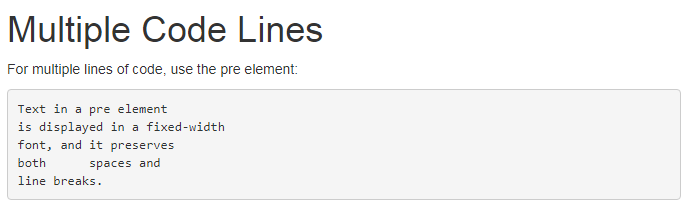 Multiple Code Lines
For multiple lines of code, use the pre element:
Text in a pre element
is displayed in a fixed-width
font, and it preserves
both      spaces and
line breaks.